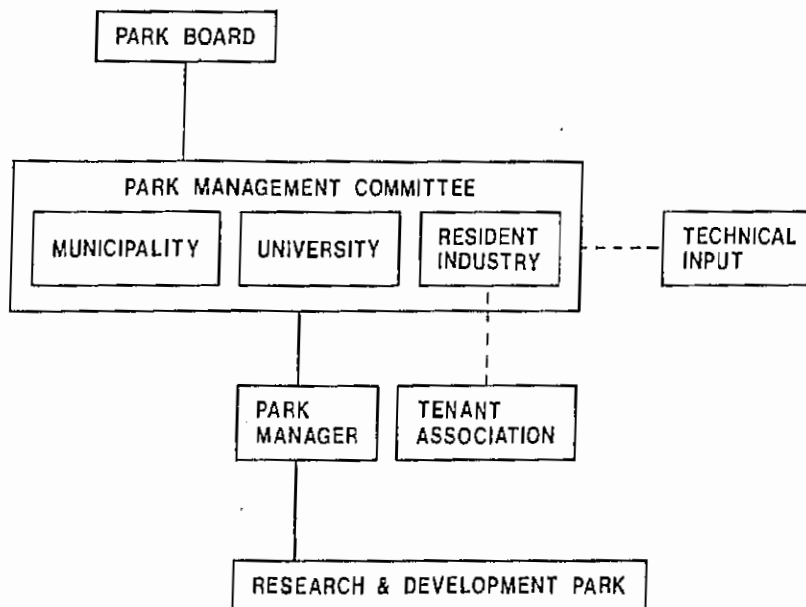 PARK BOARD
PARK MANAGEMENT COMMITTEE
MUNICIPALITY
UNIVERSITY
RESIDENT
INDUSTRY
TECHNICAL
INPUT
PARK
MANAGER
TENANT
ASSOCIATION
RESEARCH & DEVELOPMENT PARK